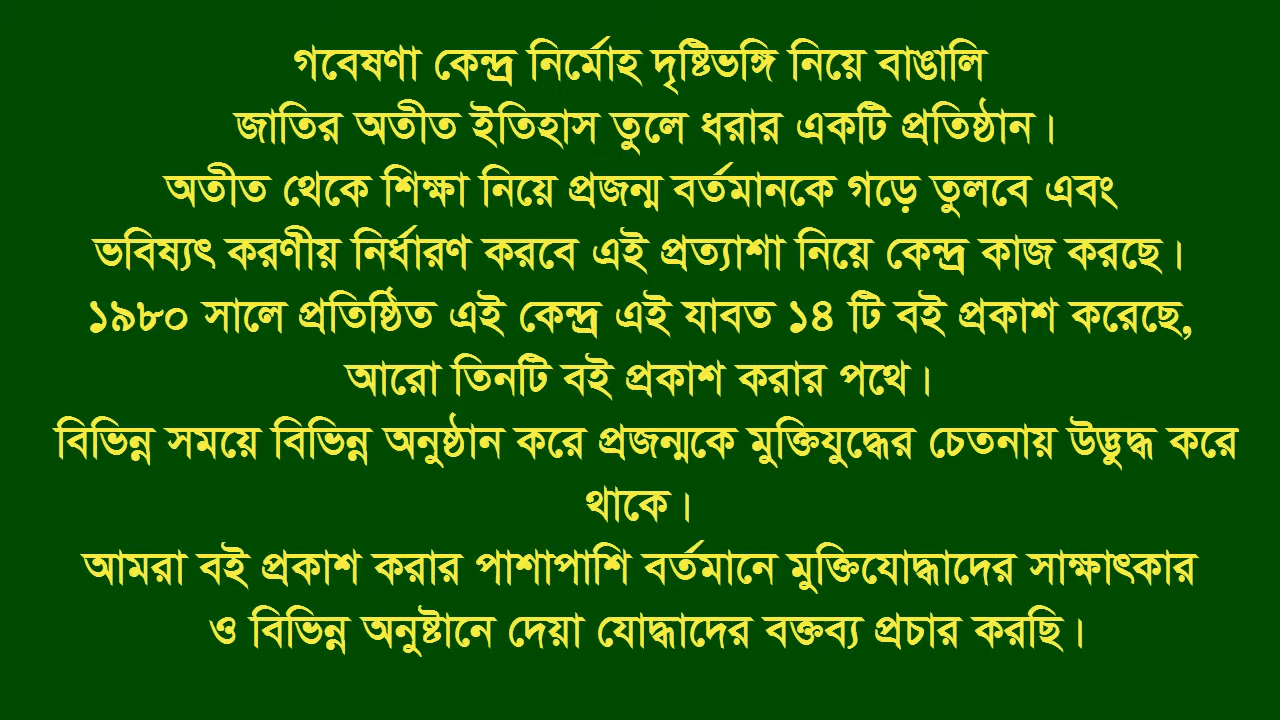 গবেষণা কেন্দ্র নির্মোহ দৃষ্টিভঙ্গি নিয়ে বাঙালি
জাতির অতীত ইতিহাস তুলে ধরার একটি প্রতিষ্ঠান।
অতীত থেকে শিক্ষা নিয়ে প্রজন্ম বর্তমানকে গড়ে তুলবে এবং
ভবিষ্যৎ করণীয় নির্ধারণ করবে এই প্রত্যাশা নিয়ে কেন্দ্র কাজ করছে।
১৯৮০ সালে প্রতিষ্ঠিত এই কেন্দ্র এই যাবত ১৪ টি বই প্রকাশ করেছে,
আরো তিনটি বই প্রকাশ করার পথে।
বিভিন্ন সময়ে বিভিন্ন অনুষ্ঠান করে প্রজন্মকে মুক্তিযুদ্ধের চেতনায় উদ্ভুদ্ধ করে
থাকে।
আমরা বই প্রকাশ করার পাশাপাশি বর্তমানে মুক্তিযোদ্ধাদের সাক্ষাৎকার
ও বিভিন্ন অনুষ্টানে দেয়া যোদ্ধাদের বক্তব্য প্রচার করছি।